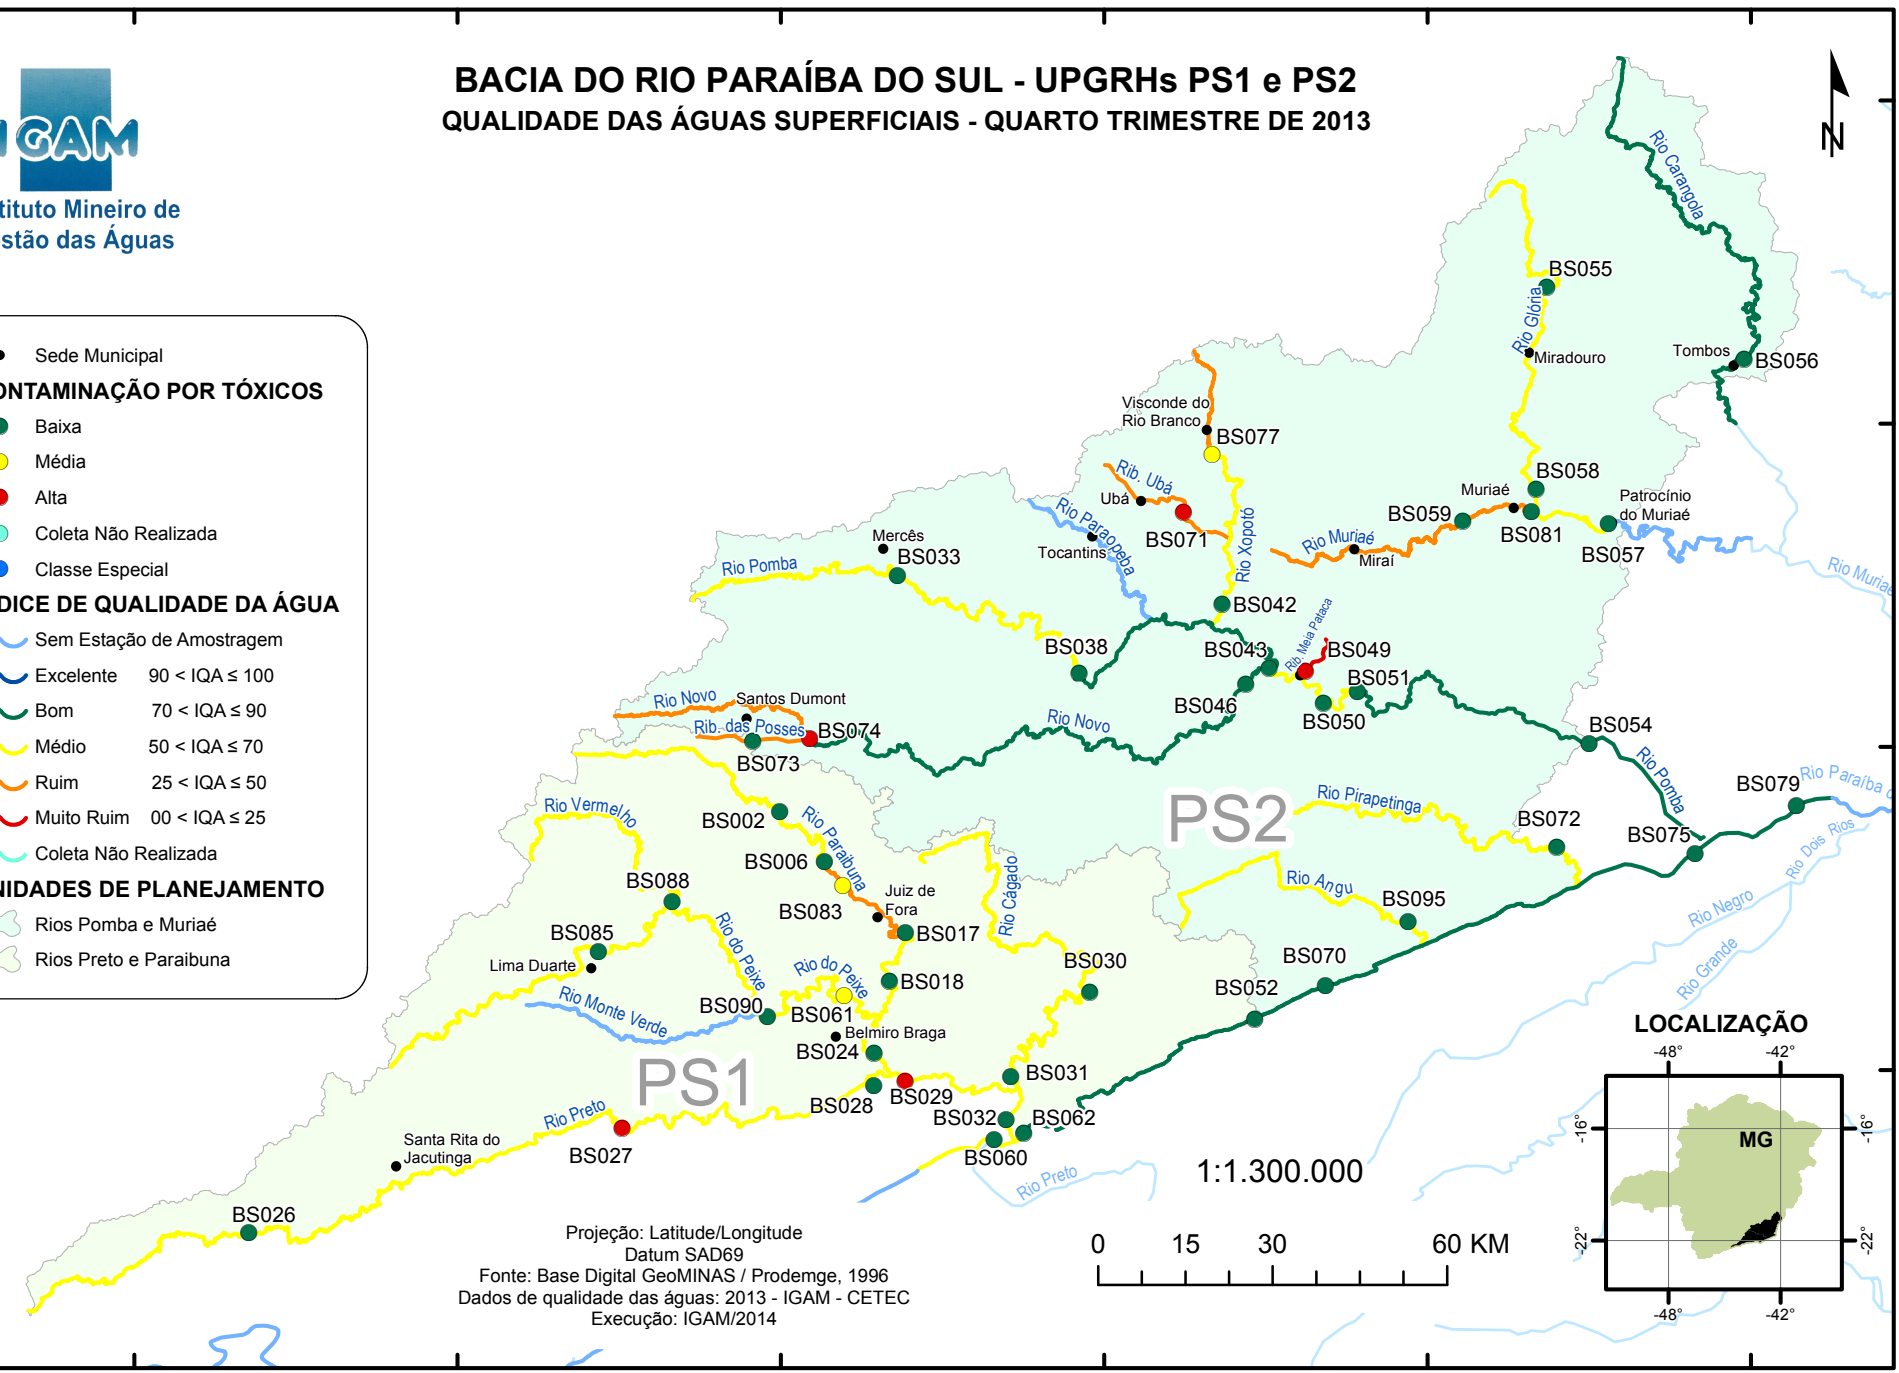 BACIA DO RIO PARAÍBA DO SUL - UPGRHs PS1 e PS2
QUALIDADE DAS ÁGUAS SUPERFICIAIS - QUARTO TRIMESTRE DE 2013
N
IGAM
tituto Mineiro de
stão das Águas
Sede Municipal
ONTAMINAÇÃO POR TÓXICOS
Baixa
Média
Alta
Coleta Não Realizada
Classe Especial
DICE DE QUALIDADE DA ÁGUA
Sem Estação de Amostragem
Excelente 90 < IQA ≤ 100
Bom 70 < IQA ≤ 90
Médio 50 < IQA ≤ 70
Ruim 25 < IQA ≤ 50
Muito Ruim 00 < IQA ≤ 25
Coleta Não Realizada
NIDADES DE PLANEJAMENTO
Rios Pomba e Muriaé
Rios Preto e Paraibuna
Rio Carangola
BS055
Rio Glória
Miradouro
Tombos
BS056
Visconde do
Rio Branco
BS077
Rib. Ubá
Ubá
BS071
Rio Xopotó
Rio Paraopeba
Tocantins
BS058
Muriaé
BS059
BS081
Patrocínio
do Muriaé
BS057
Rio Muriaé
Miraí
Rio Muriaé
Mercês
BS033
Rio Pomba
BS042
BS038
BS043
Rib. Meia Pataca
BS049
BS051
BS046
BS050
Rio Novo
Santos Dumont
Rib. das Posses
BS074
BS073
Rio Novo
BS054
Rio Pomba
BS079
Rio Paraíba d
BS075
Rio Dois Rios
PS2
Rio Pirapetinga
BS072
Rio Angu
BS095
Rio Negro
Rio Grande
Rio Vermelho
BS002
Rio Paraibuna
BS006
BS083
Juiz de
Fora
BS017
Rio Cágado
BS088
BS085
Lima Duarte
Rio do Peixe
Rio do Peixe
BS018
BS030
BS070
BS052
Rio Monte Verde
BS090
BS061
Belmiro Braga
BS024
PS1
BS028
BS029
BS031
BS032
BS062
BS060
Rio Preto
Rio Preto
BS027
Santa Rita do
Jacutinga
BS026
1:1.300.000
0 15 30 60 KM
Projeção: Latitude/Longitude
Datum SAD69
Fonte: Base Digital GeoMINAS / Prodemge, 1996
Dados de qualidade das águas: 2013 - IGAM - CETEC
Execução: IGAM/2014
LOCALIZAÇÃO
-48° -42°
-16° -16°
MG
-22° -22°
-48° -42°